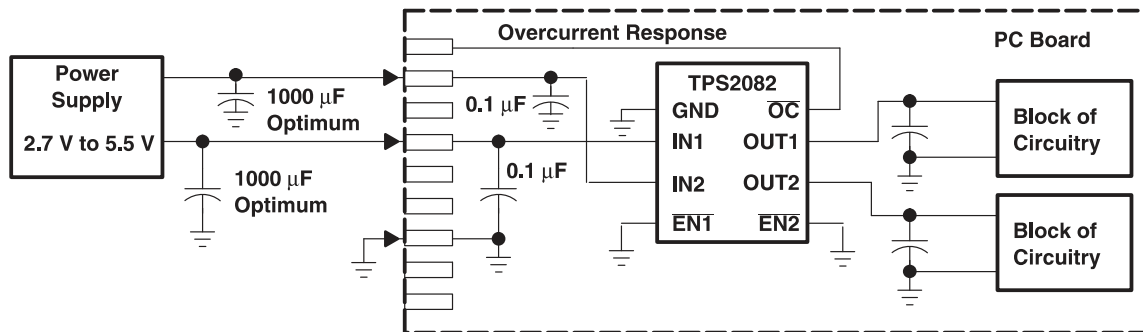 Overcurrent Response
PC Board
Power
Supply
2.7 V to 5.5 V
1000 μF
Optimum
1000 μF
Optimum
0.1 μF
0.1 μF
TPS2082
GND
OC
IN1
OUT1
IN2
OUT2
EN1
EN2
Block of
Circuitry
Block of
Circuitry